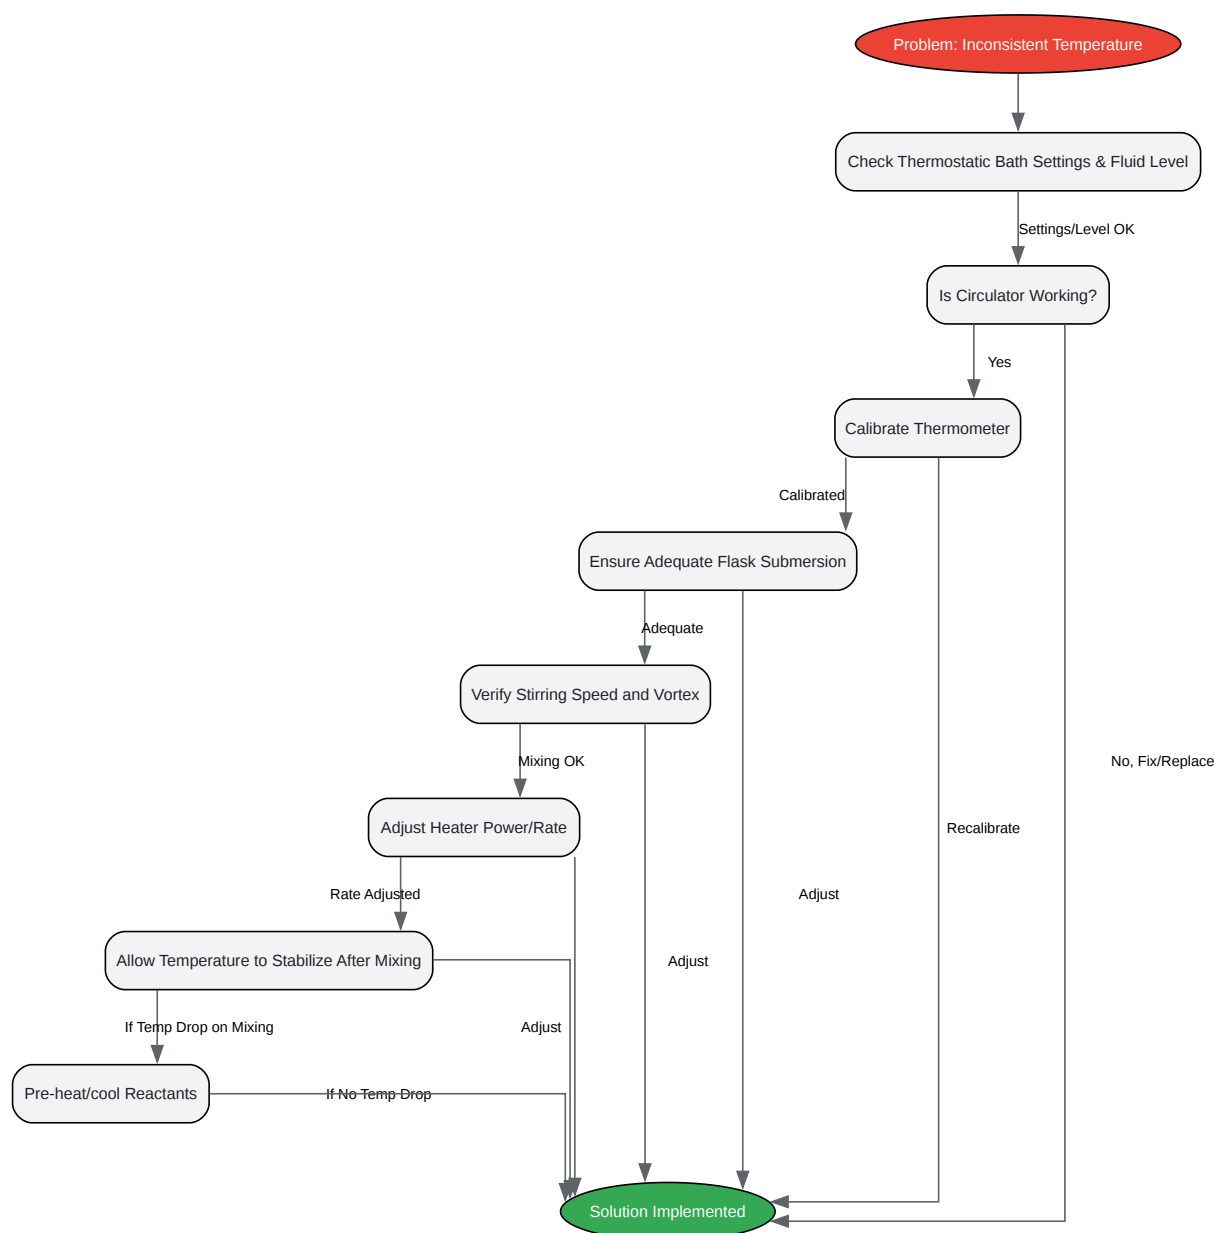 Problem: Inconsistent Temperature
Check Thermostatic Bath Settings & Fluid Level
Settings/Level OK
Is Circulator Working?
Yes
Calibrate Thermometer
Calibrated
Ensure Adequate Flask Submersion
Adequate
Verify Stirring Speed and Vortex
Mixing OK
No, Fix/Replace
Adjust Heater Power/Rate
Recalibrate
Rate Adjusted
Adjust
Allow Temperature to Stabilize After Mixing
Adjust
If Temp Drop on Mixing
Adjust
Pre-heat/cool Reactants
If No Temp Drop
Solution Implemented